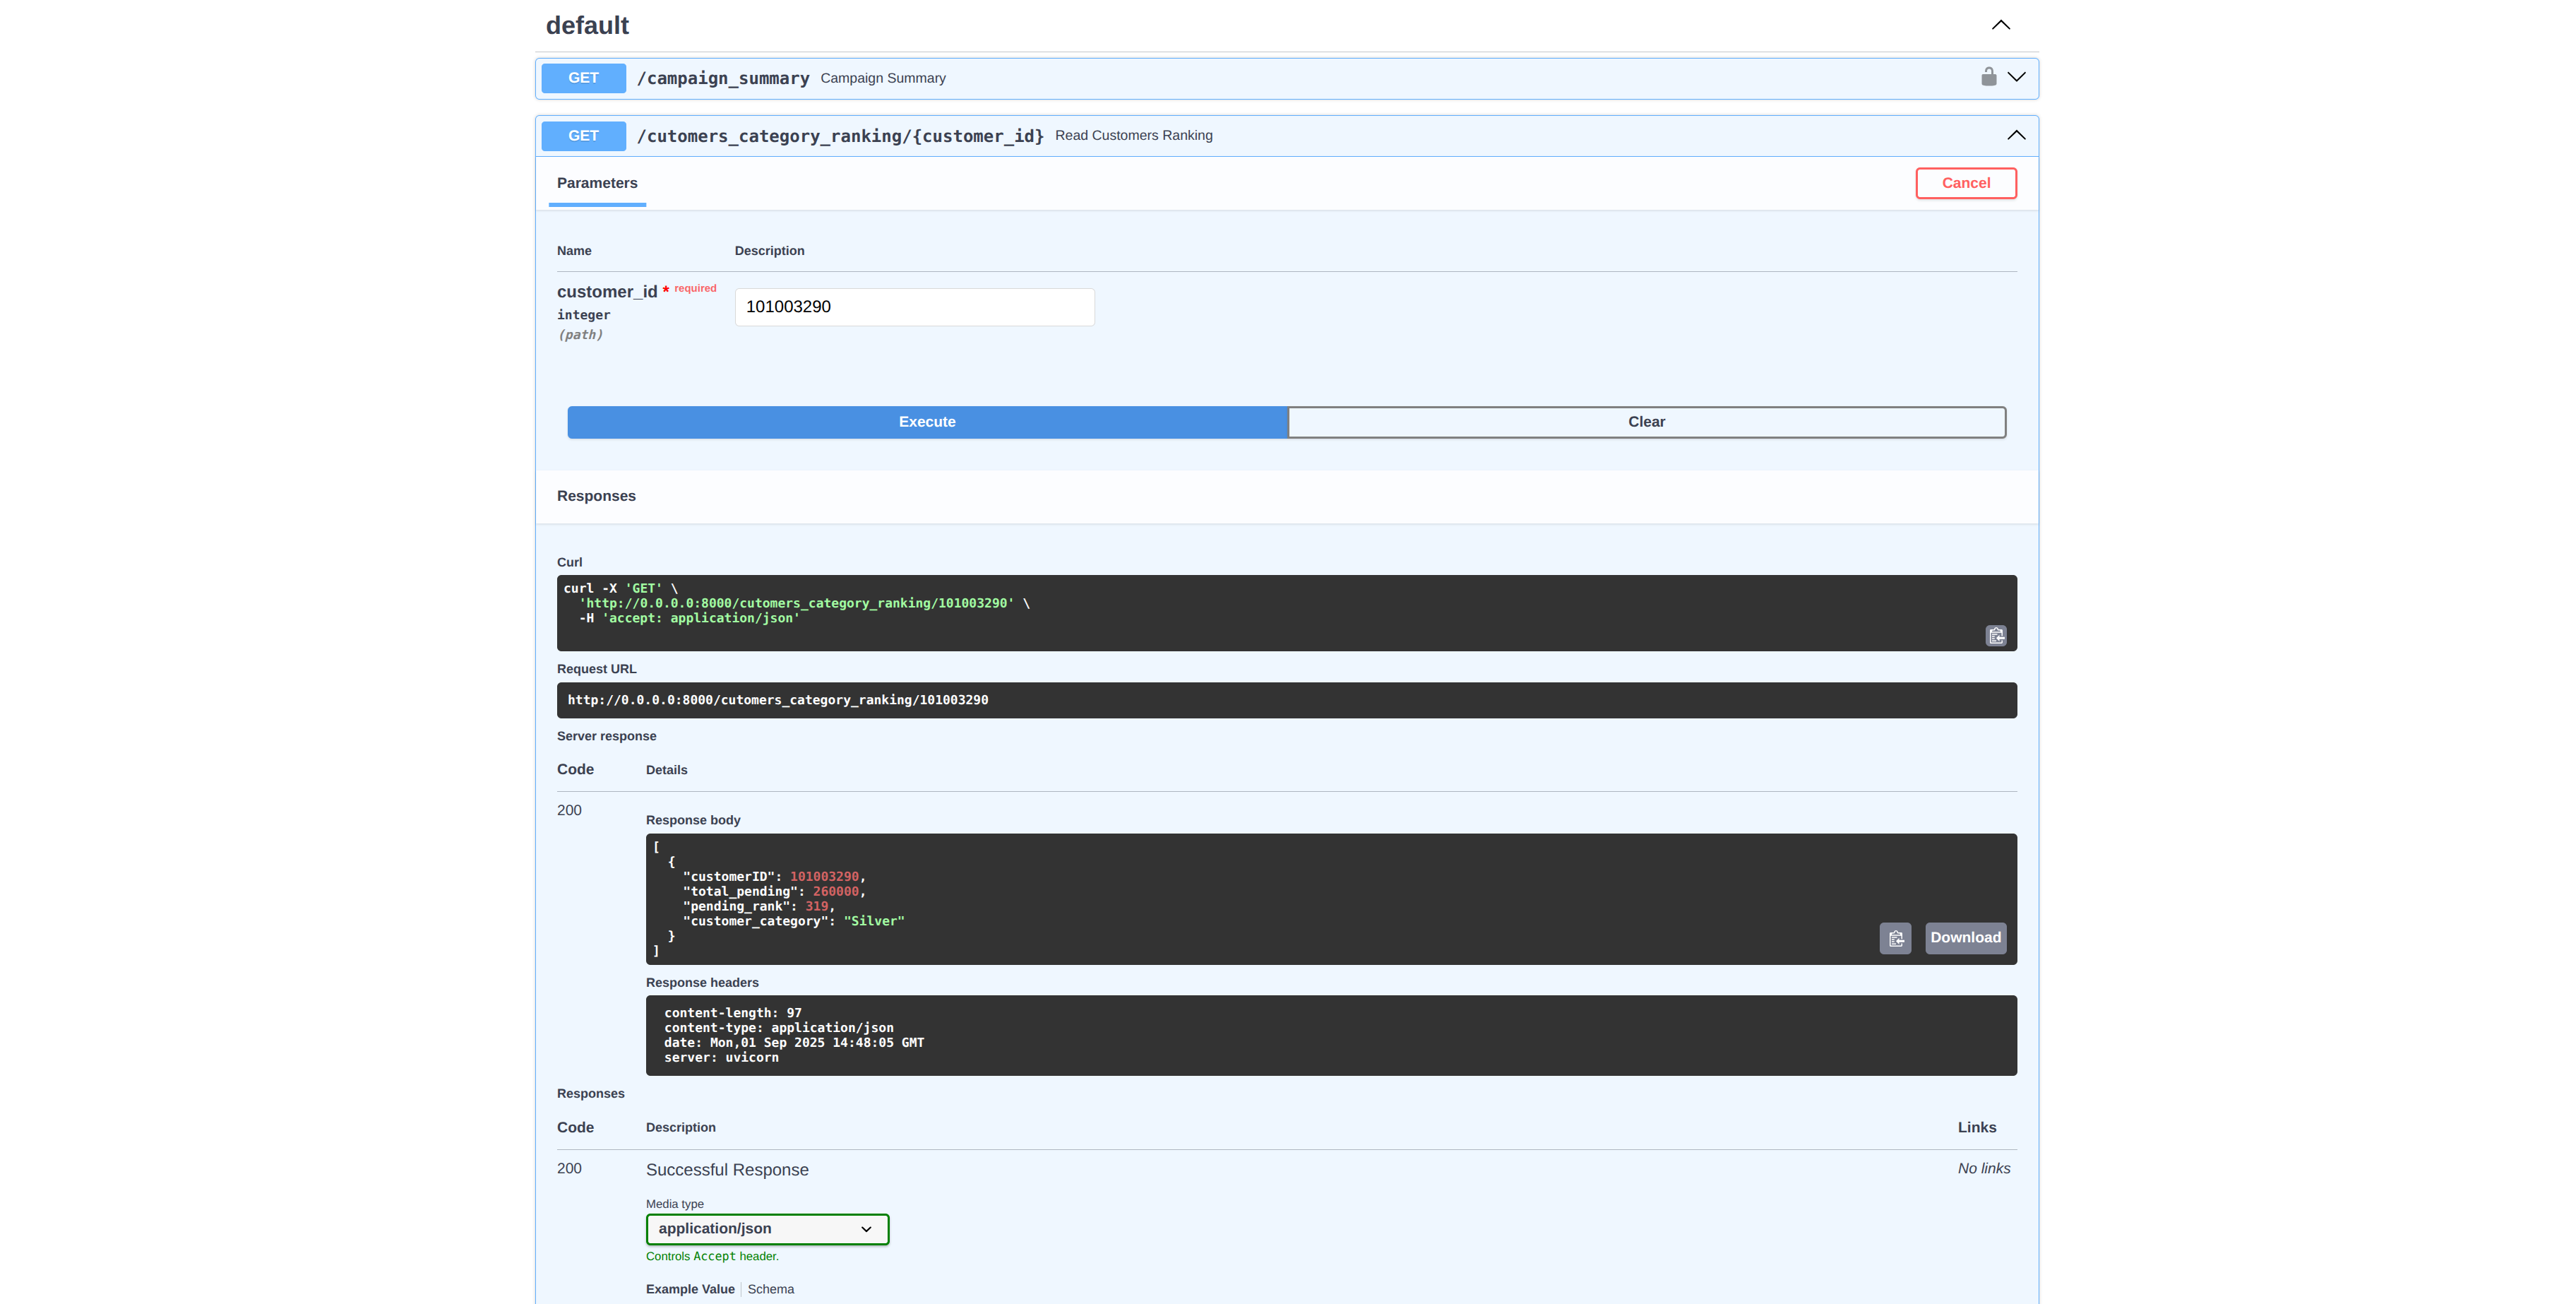 default
GET /campaign_summary Campaign Summary
GET /cutomers_category_ranking/{customer_id} Read Customers Ranking
Parameters
Cancel
Name Description
customer_id * required
integer
(path)
101003290
Execute Clear
Responses
Curl
curl -X 'GET' \
'http://0.0.0.0:8000/cutomers_category_ranking/101003290' \
-H 'accept: application/json'
Request URL
http://0.0.0.0:8000/cutomers_category_ranking/101003290
Server response
Code Details
200
Response body
[
{
"customerID": 101003290,
"total_pending": 260000,
"pending_rank": 319,
"customer_category": "Silver"
}
]
Download
Response headers
content-length: 97
content-type: application/json
date: Mon,01 Sep 2025 14:48:05 GMT
server: uvicorn
Responses
Code Description Links
200 Successful Response No links
Media type
application/json
Controls Accept header.
Example Value Schema